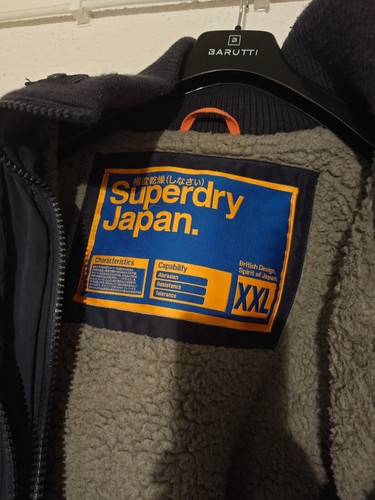 B
BARUTTI
極度乾燥(しなさい)
Superdry
Japan.
Characteristics
Capability
Abrasion
Resistance
Tolerance
British Design,
Spirit of Japan.
XXL